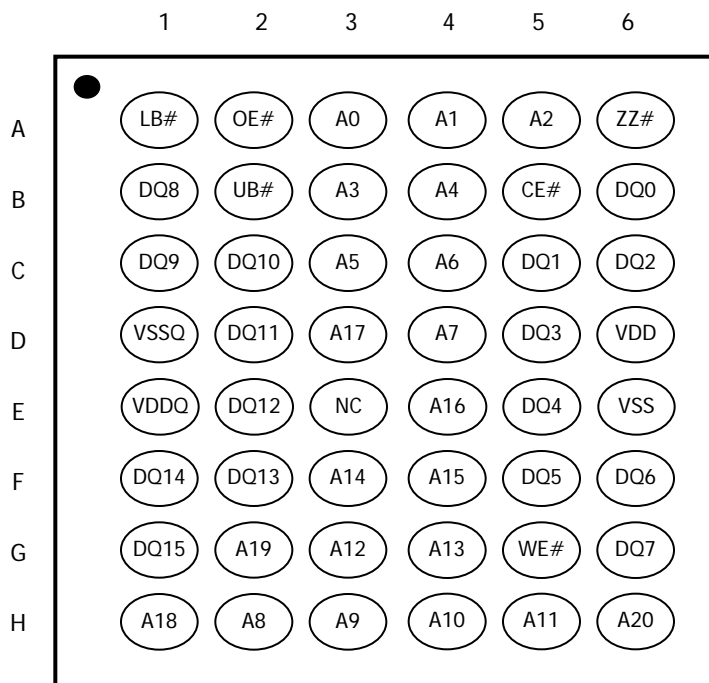 1 2 3 4 5 6
A LB# OE# A0 A1 A2 ZZ#
B DQ8 UB# A3 A4 CE# DQ0
C DQ9 DQ10 A5 A6 DQ1 DQ2
D VSSQ DQ11 A17 A7 DQ3 VDD
E VDDQ DQ12 NC A16 DQ4 VSS
F DQ14 DQ13 A14 A15 DQ5 DQ6
G DQ15 A19 A12 A13 WE# DQ7
H A18 A8 A9 A10 A11 A20